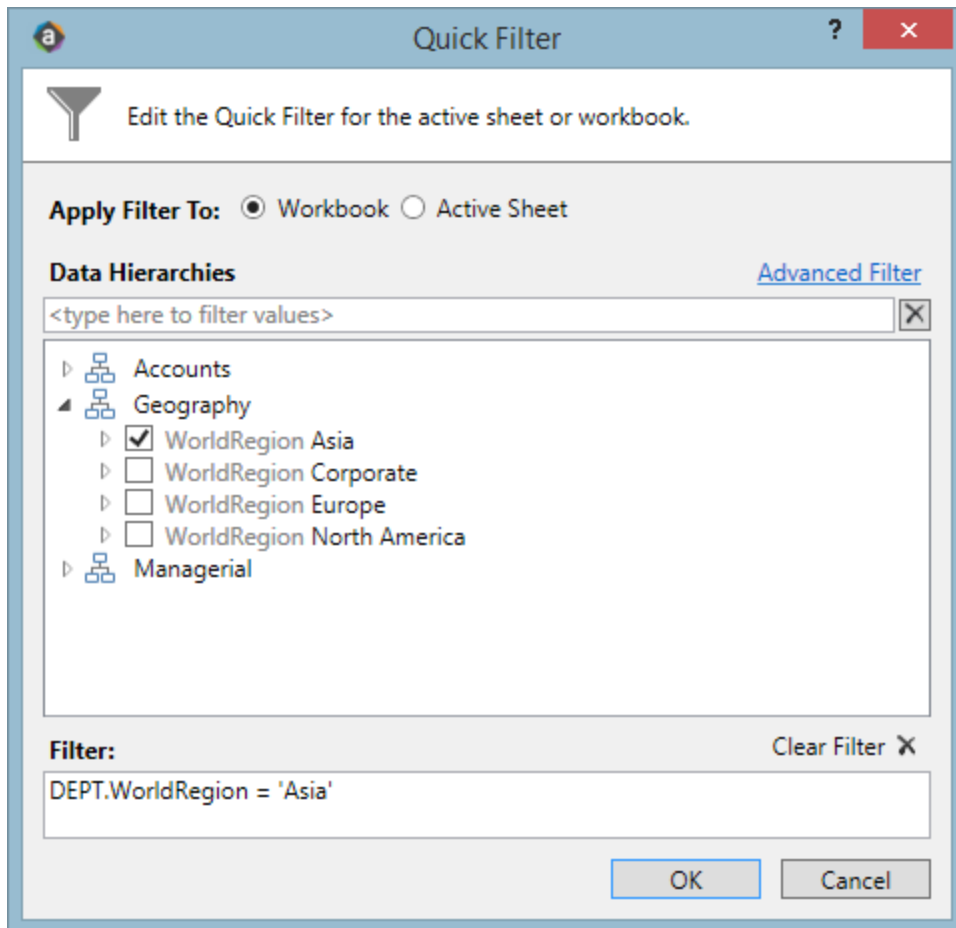 Quick Filter
?
Edit the Quick Filter for the active sheet or workbook.
Apply Filter To: Workbook Active Sheet
Data Hierarchies Advanced Filter
<type here to filter values>
Accounts
Geography
WorldRegion Asia
WorldRegion Corporate
WorldRegion Europe
WorldRegion North America
Managerial
Filter: Clear Filter
DEPT.WorldRegion = 'Asia'
OK Cancel